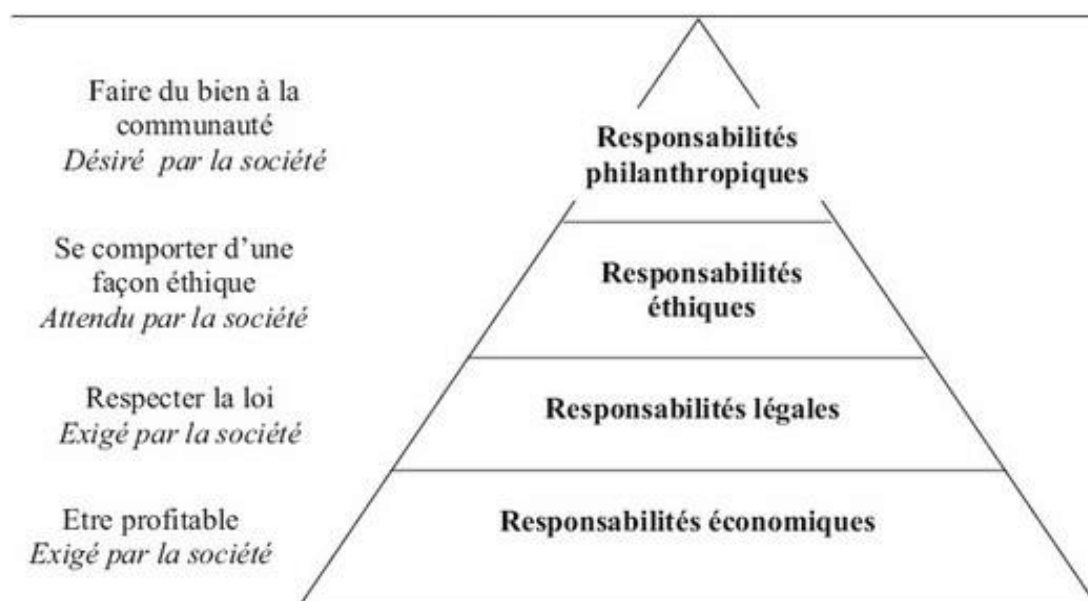 Faire du bien à la
communauté
Désiré par la société
Responsabilités
philanthropiques
Se comporter d'une
façon éthique
Attendu par la société
Responsabilités
éthiques
Respecter la loi
Exigé par la société
Responsabilités légales
Etre profitable
Exigé par la société
Responsabilités économiques